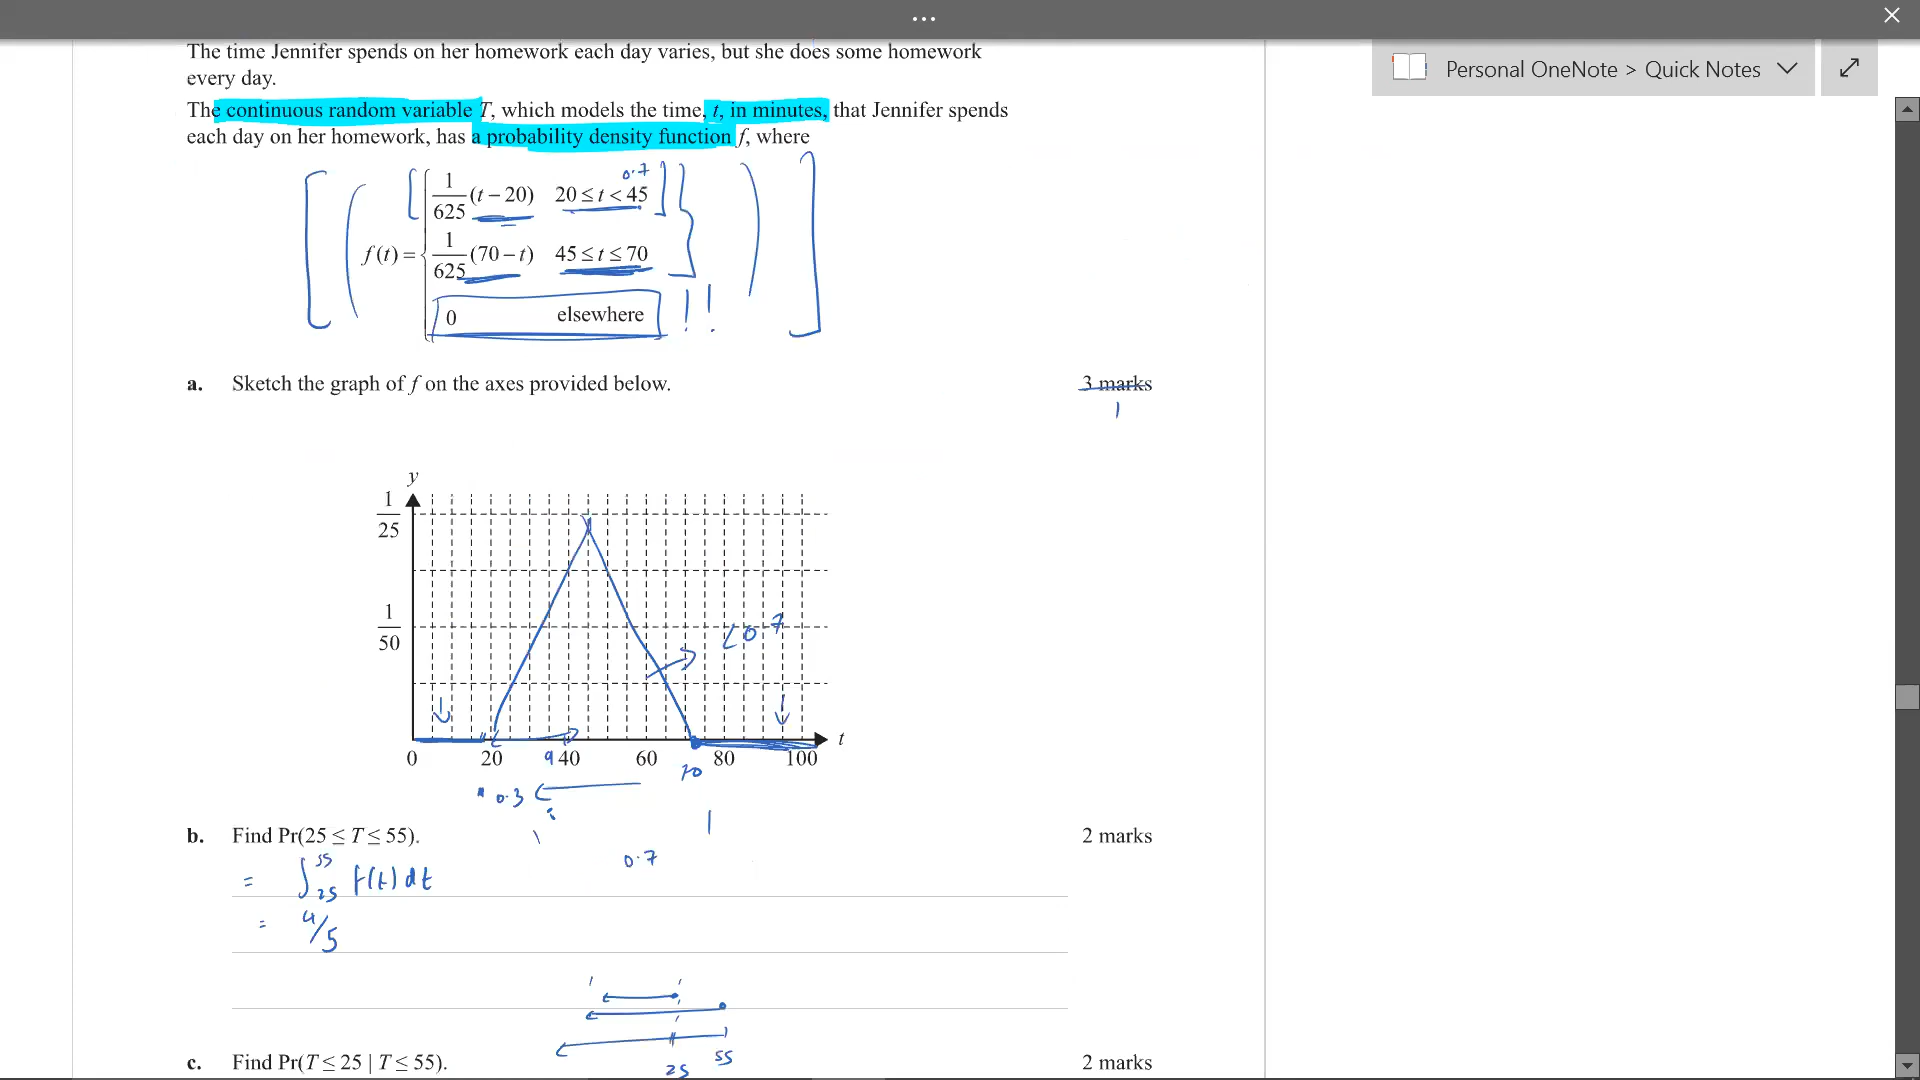 The time Jennifer spends on her homework each day varies, but she does some homework
every day.
Personal OneNote > Quick Notes
The continuous random variable T, which models the time, t, in minutes, that Jennifer spends
each day on her homework, has a probability density function f, where
0.7
1/625 (t − 20) 20 ≤ t < 45
f(t) = 1/625 (70 − t) 45 ≤ t ≤ 70
0 elsewhere !!
a. Sketch the graph of f on the axes provided below. 3 marks
1
y
1/25
1/50
<0.7
0 20 9 40 60 70 80 100 t
0.3
b. Find Pr(25 ≤ T ≤ 55). 2 marks
0.7
= ∫₂₅⁵⁵ f(t) dt
= 4/5
25 55
c. Find Pr(T ≤ 25 | T ≤ 55). 2 marks